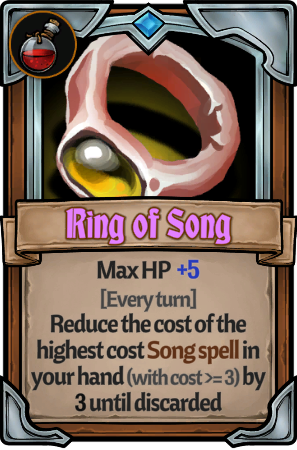 Ring of Song
Max HP +5
[Every turn]
Reduce the cost of the
highest cost Song spell in
your hand (with cost >= 3) by
3 until discarded